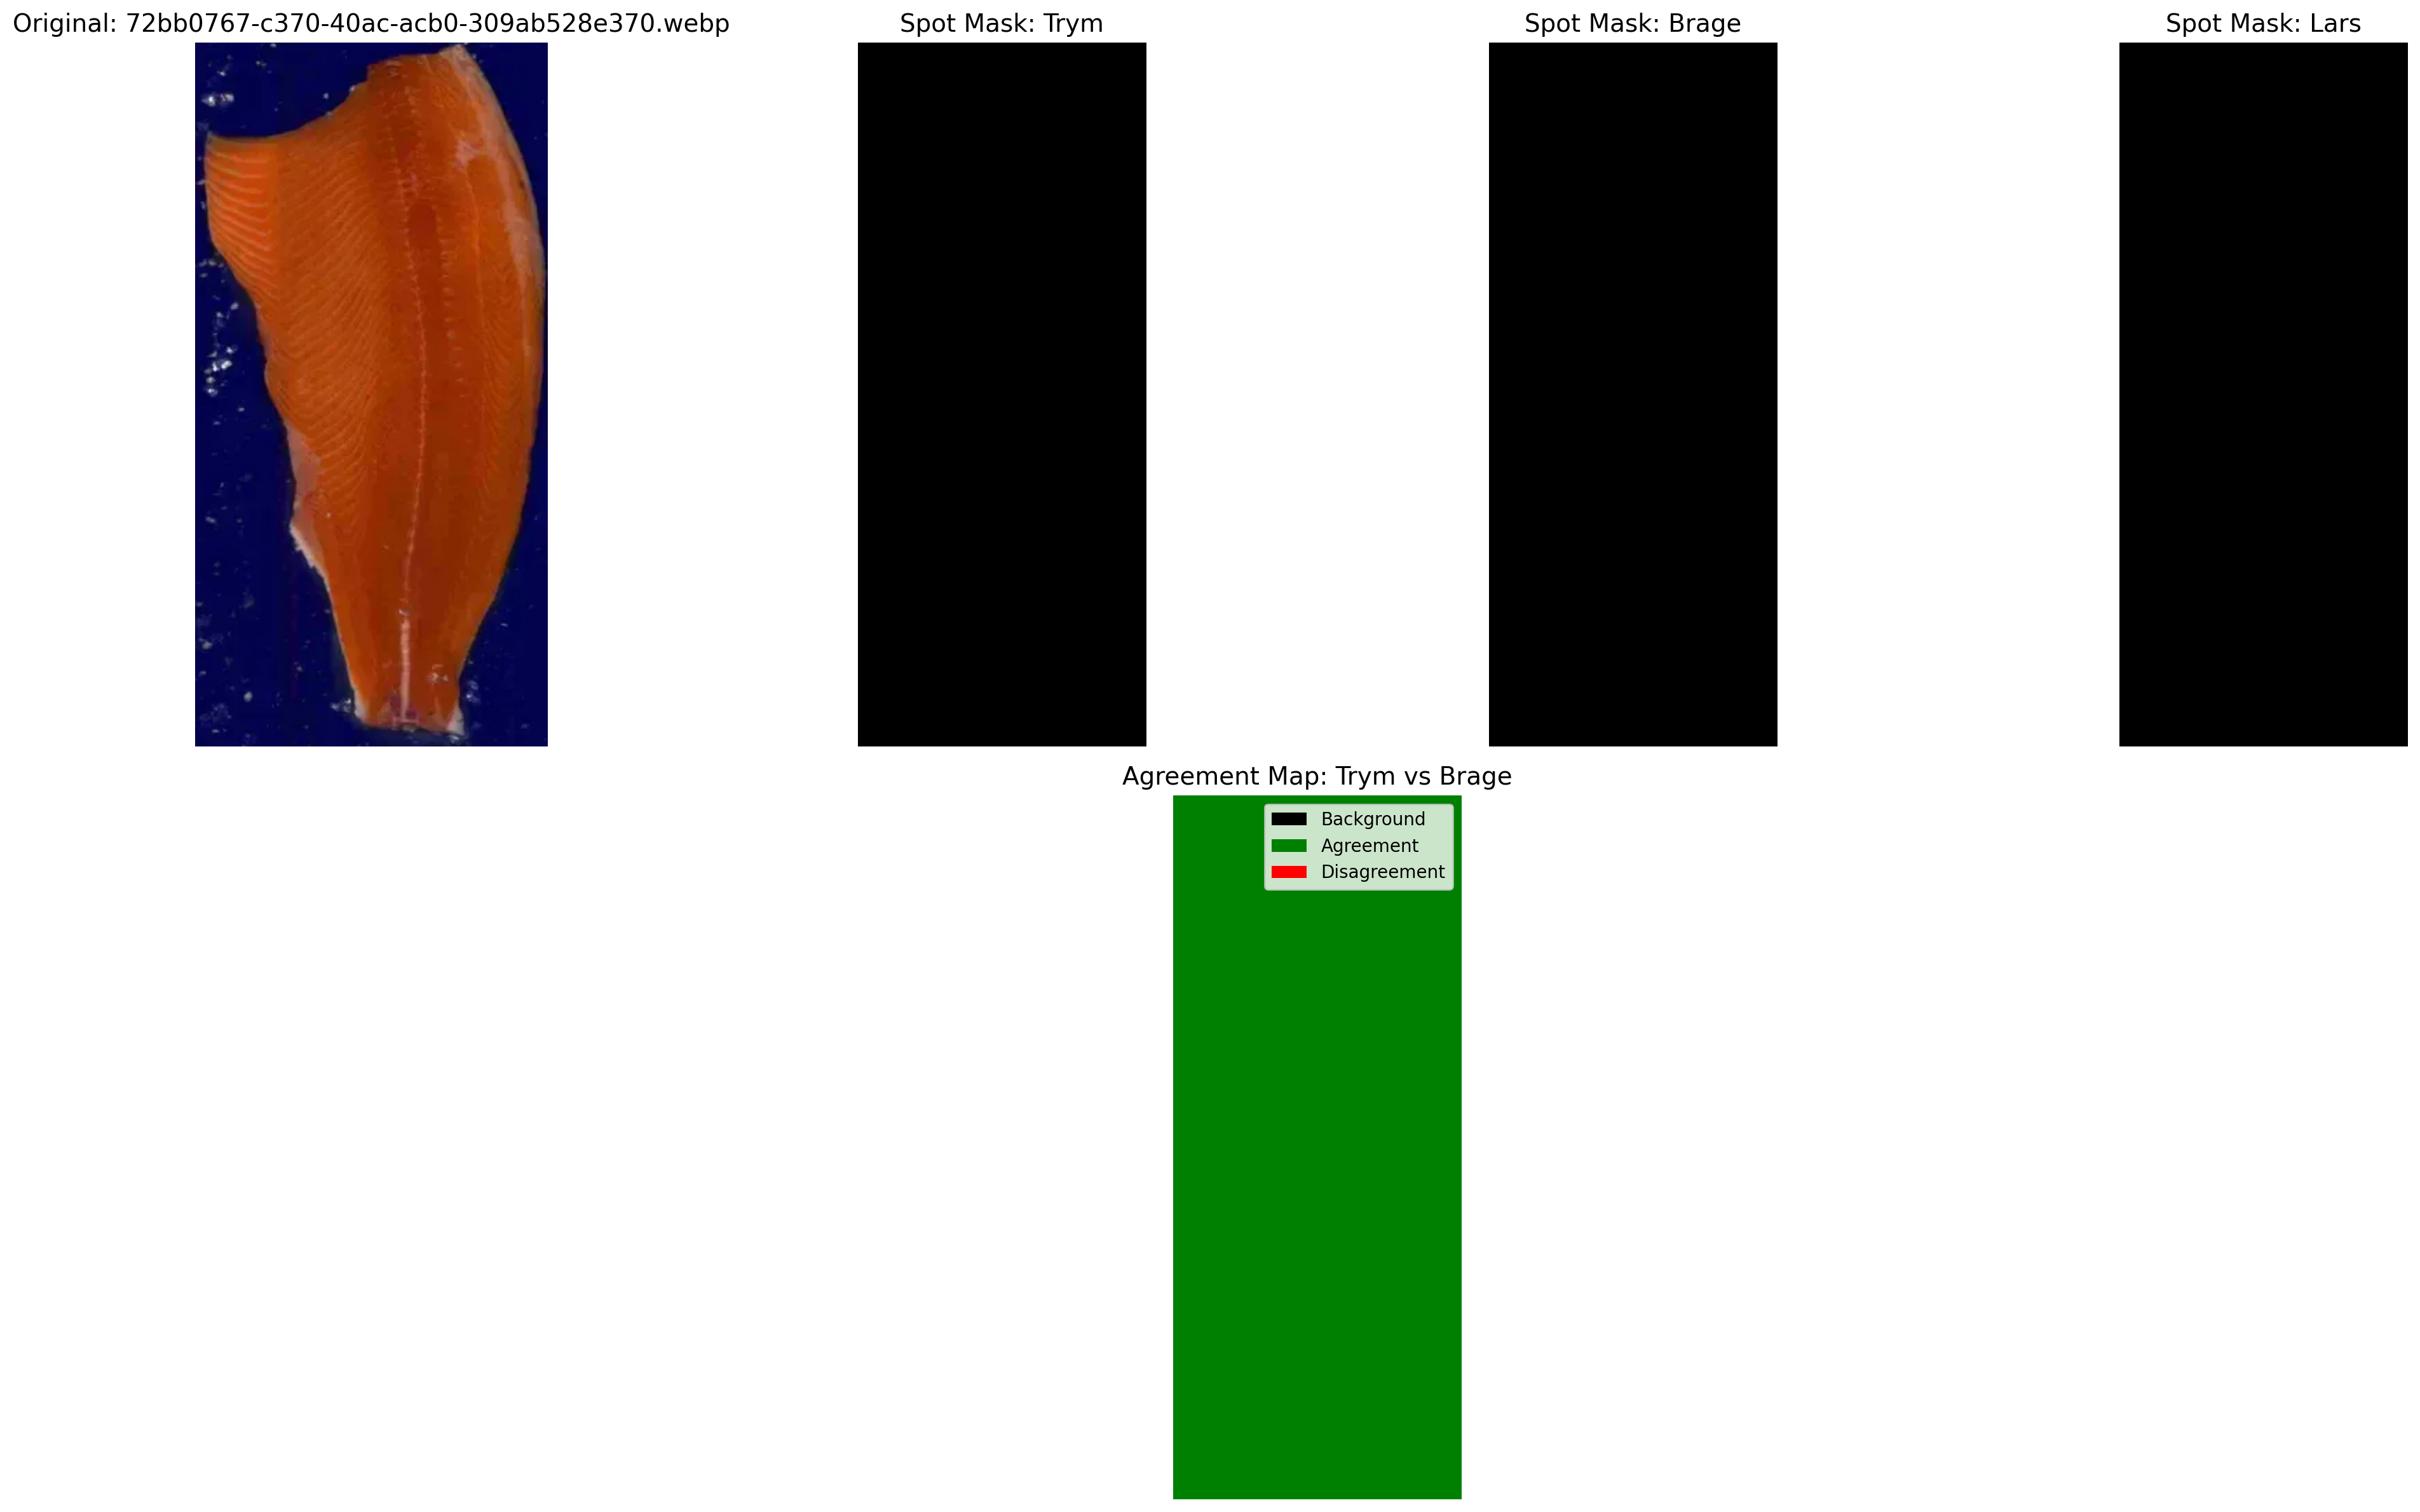 Original: 72bb0767-c370-40ac-acb0-309ab528e370.webp
Spot Mask: Trym
Spot Mask: Brage
Spot Mask: Lars
Agreement Map: Trym vs Brage
Background
Agreement
Disagreement